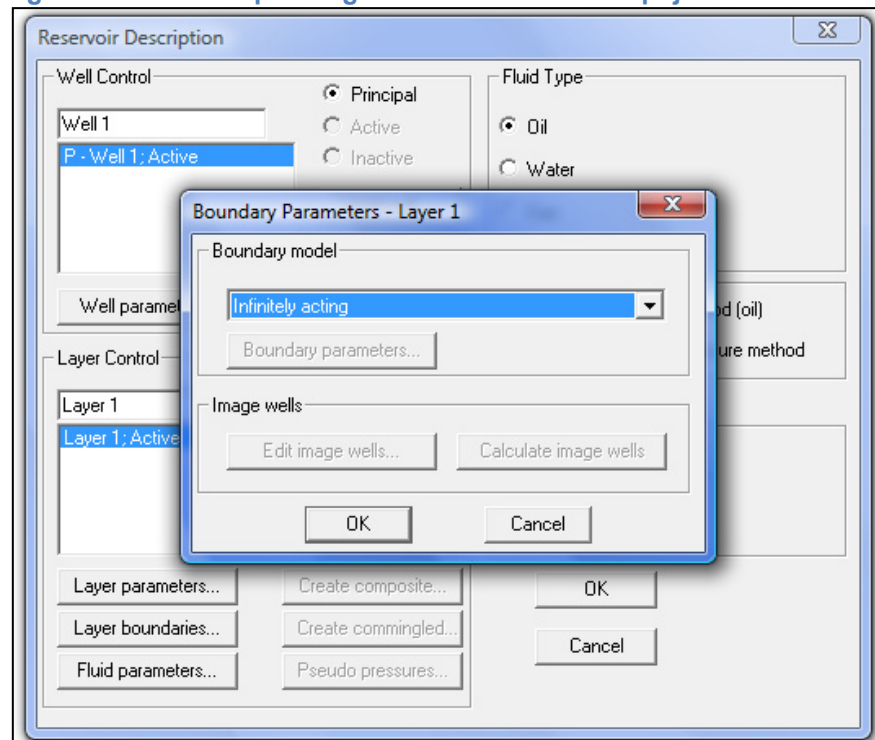 Reservoir Description
Well Control
Principal
Fluid Type
Well 1
Active
Oil
P - Well 1; Active
Inactive
Water
Boundary Parameters - Layer 1
Boundary model
Infinitely acting
Well
(oil)
Boundary parameters...
method
Layer Control
Layer 1
Image wells
Layer 1; Active
Edit image wells...
Calculate image wells
OK
Cancel
Layer parameters...
Create composite...
OK
Layer boundaries...
Create commingled...
Cancel
Fluid parameters...
Pseudo pressures...